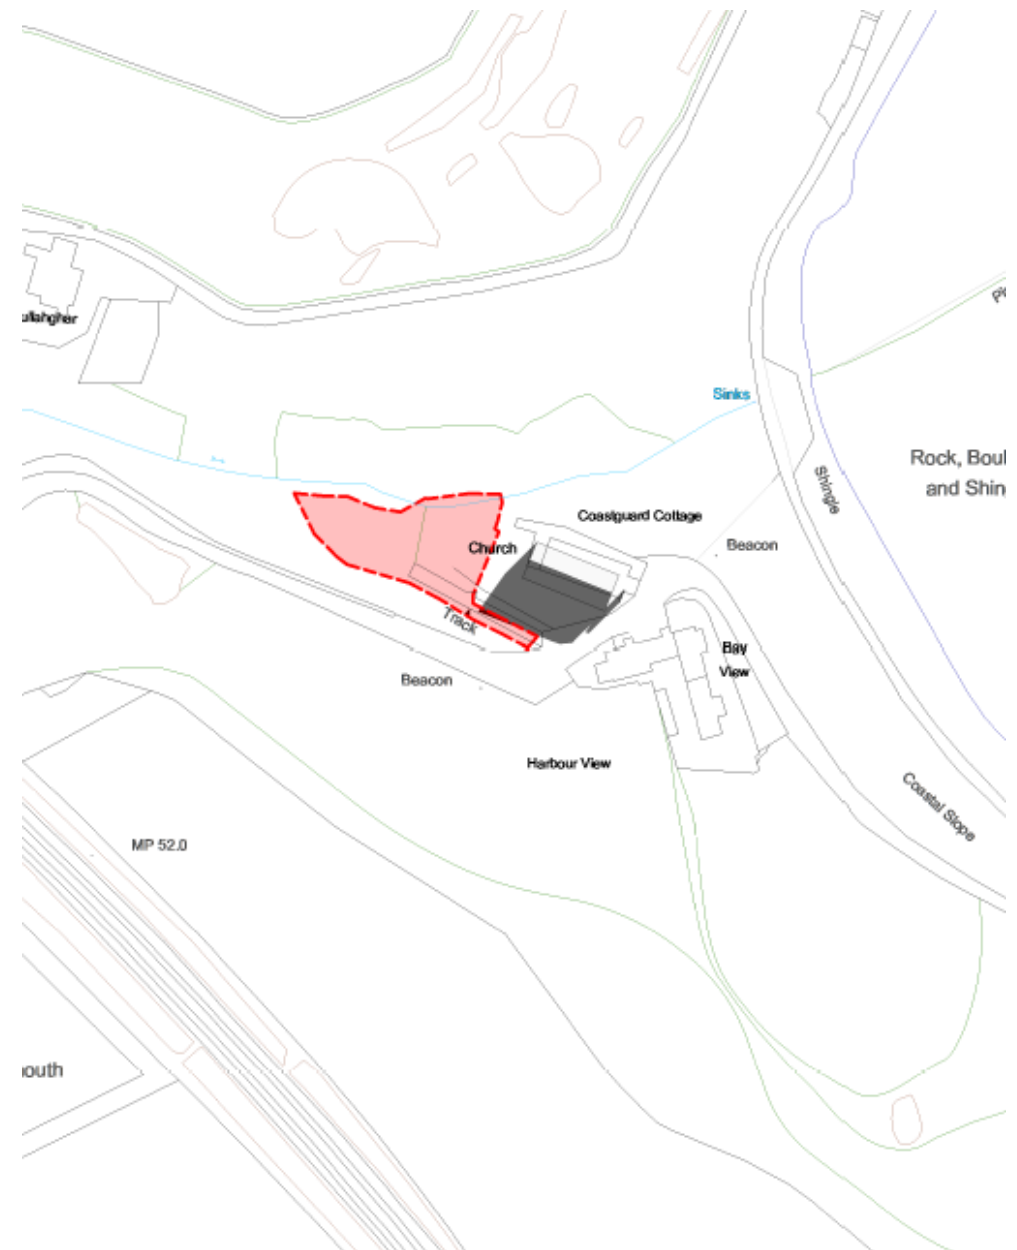 Sinks
Rock, Boul
and Shin
Shingle
Coastguard Cottage
Church
Beacon
Track
Bay
View
Beacon
Harbour View
Coastal Slope
MP 52.0
outh